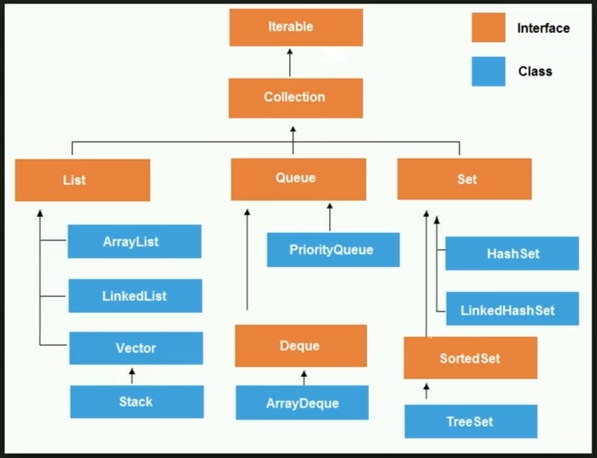 Iterable
Interface
Class
Collection
List
Queue
Set
ArrayList
PriorityQueue
HashSet
LinkedList
LinkedHashSet
Vector
Deque
SortedSet
Stack
ArrayDeque
TreeSet